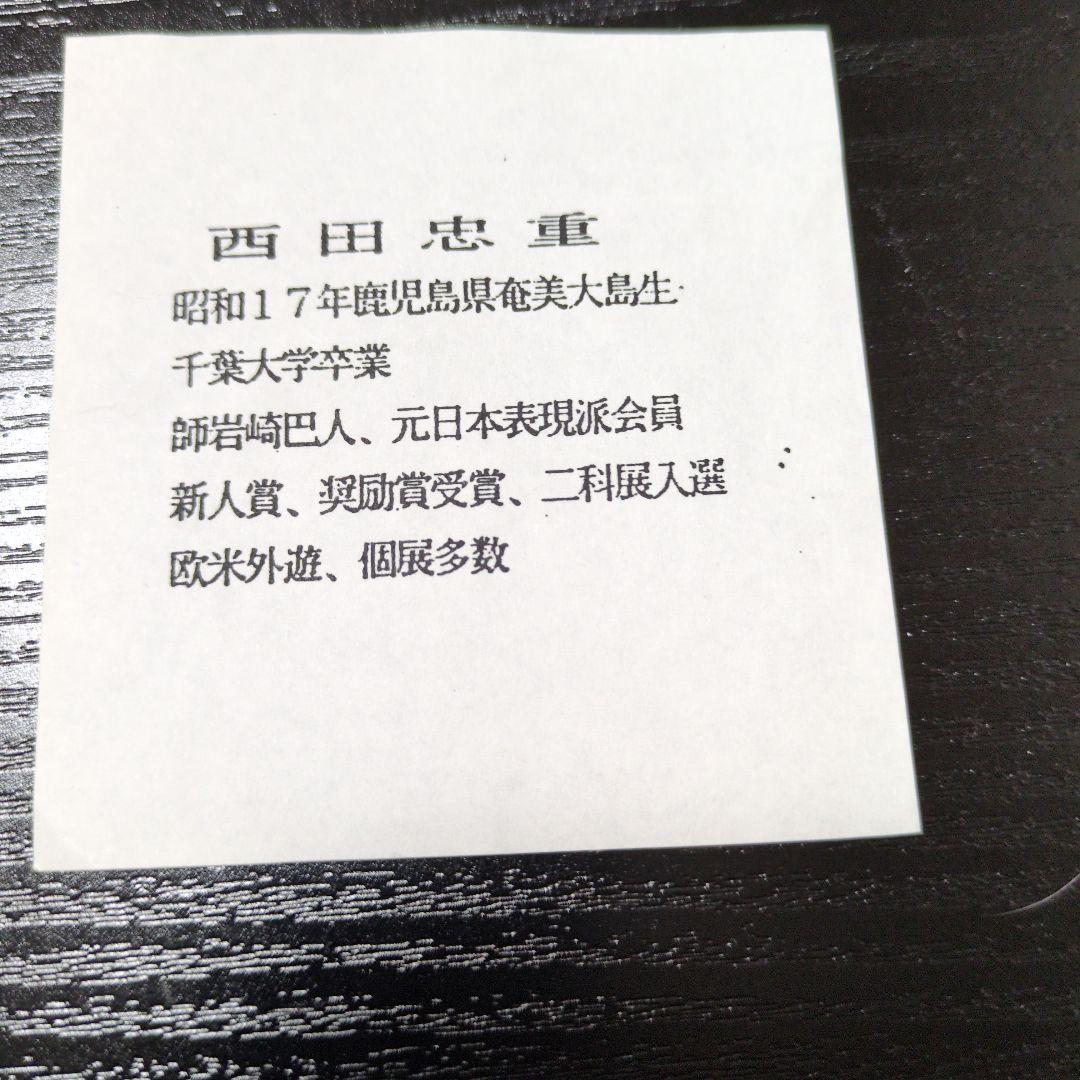 西田忠重
昭和１７年鹿児島県奄美大島生
千葉大学卒業
師岩崎巴人、元日本表現派会員
新人賞、奨励賞受賞、二科展入選
欧米外遊、個展多数